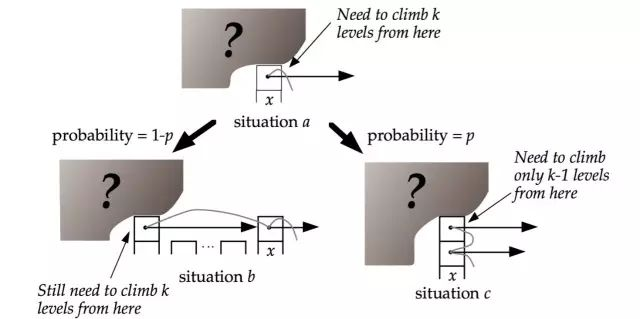 ?
Need to climb k
levels from here
x
situation a
probability = 1-p
probability = p
?
x
...
situation b
Still need to climb k
levels from here
?
Need to climb
only k-1 levels
from here
x
situation c